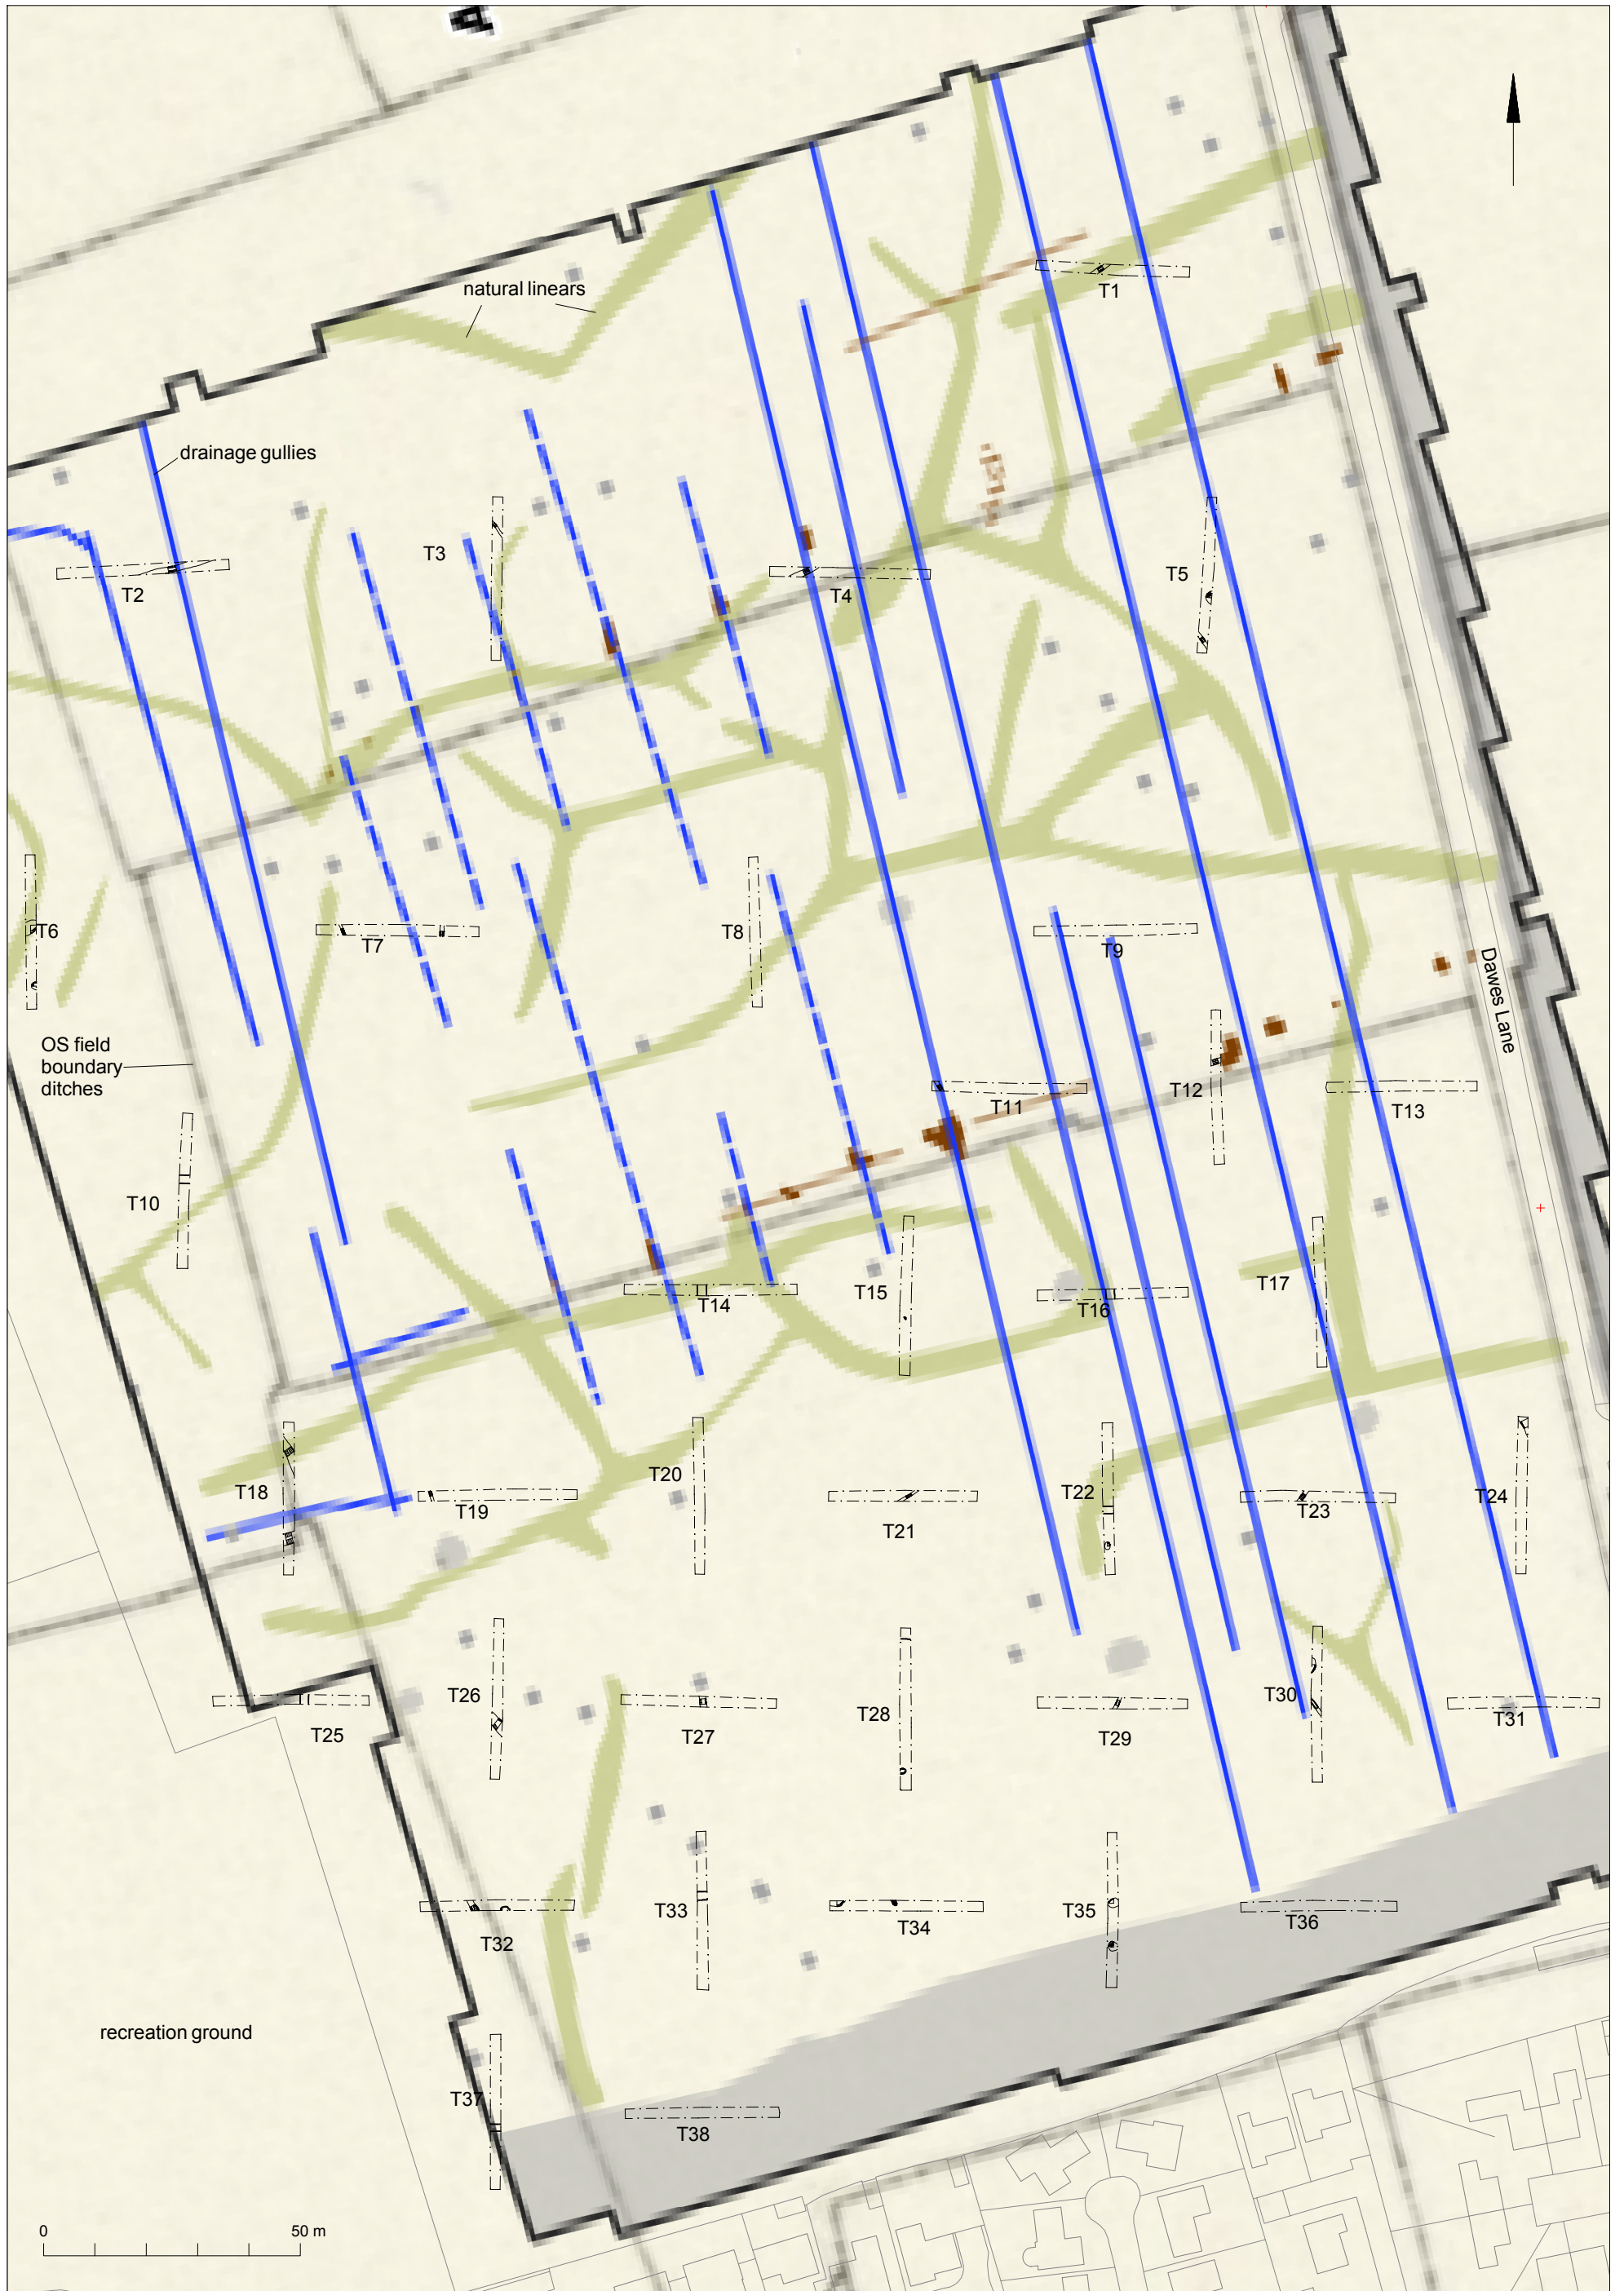 natural linears
T1
drainage gullies
T3
T2
T4
T5
T6
T7
T8
T9
Dawes Lane
OS field
boundary
ditches
T11
T12
T13
T10
T14
T15
T16
T17
T18
T19
T20
T21
T22
T23
T24
T25
T26
T27
T28
T29
T30
T31
T32
T33
T34
T35
T36
recreation ground
T37
T38
0
50 m